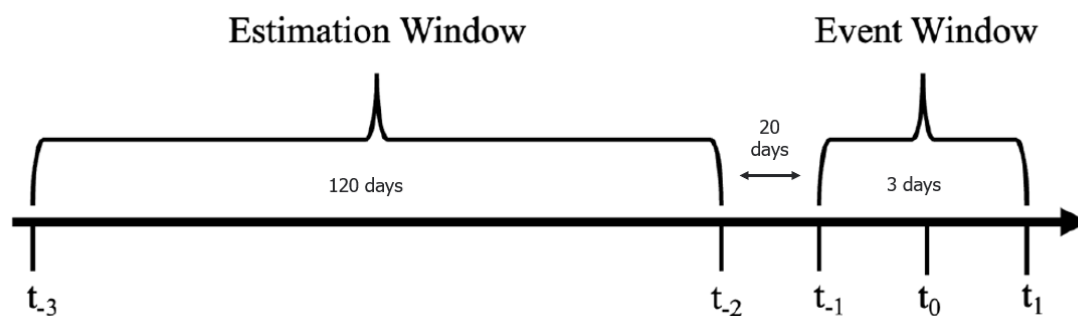 Estimation Window
Event Window
20
days
120 days
3 days
t-3
t-2
t-1
t0
t1